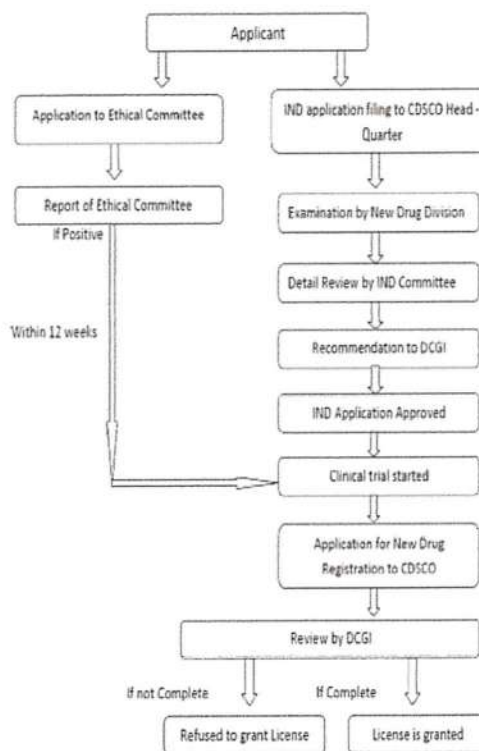 Applicant
Application to Ethical Committee
IND application filing to CDSCO Head -
Quarter
Report of Ethical Committee
Examination by New Drug Division
If Positive
Detail Review by IND Committee
'Within 12 weeks
Recommendation to DCGI
IND Application Approved
Clinical trial started
Application for New Drug
Registration to CDSCO
Review by DCGI
If not Complete
If Complete
Refused to grant License
License is granted